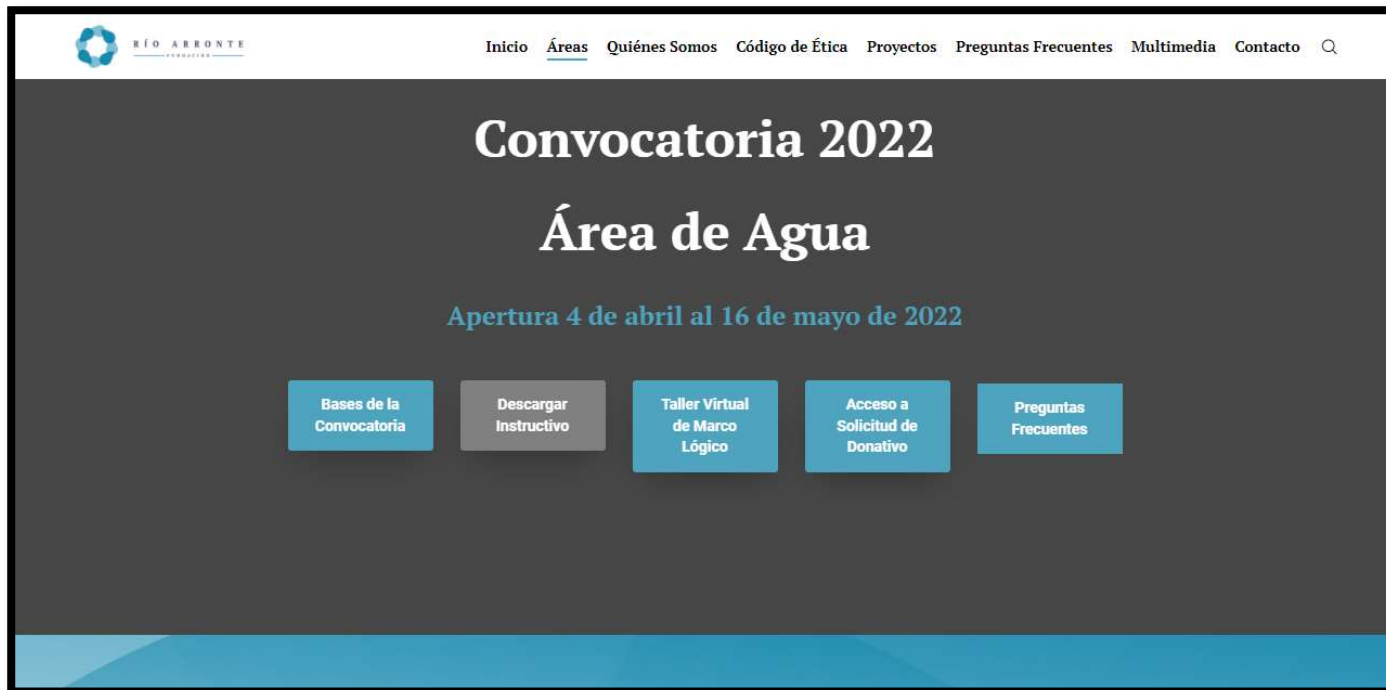 RÍO ARRONTE
FUNDACIÓN
Inicio Áreas Quiénes Somos Código de Ética Proyectos Preguntas Frecuentes Multimedia Contacto
Convocatoria 2022
Área de Agua
Apertura 4 de abril al 16 de mayo de 2022
Bases de la
Convocatoria
Descargar
Instructivo
Taller Virtual
de Marco
Lógico
Acceso a
Solicitud de
Donativo
Preguntas
Frecuentes